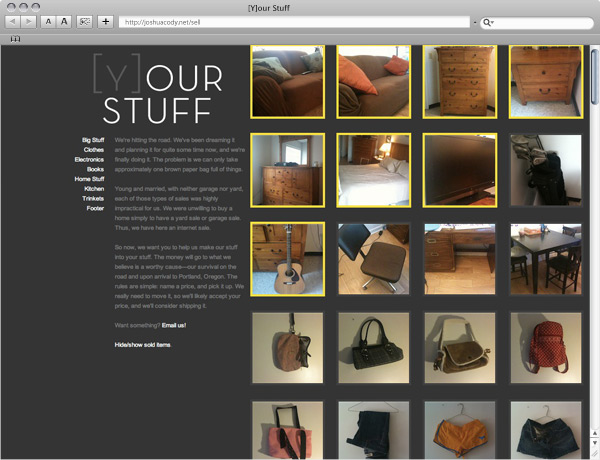 [Y]our Stuff
A A +
http://joshuacody.net/sell
[Y]OUR
STUFF
Big Stuff
Clothes
Electronics
Books
Home Stuff
Kitchen
Trinkets
Footer
We're hitting the road. We've been dreaming it
and planning it for quite some time now, and we're
finally doing it. The problem is we can only take
approximately one brown paper bag full of things.
Young and married, with neither garage nor yard,
each of those types of sales was highly
impractical for us. We were unwilling to buy a
home simply to have a yard sale or garage sale.
Thus, we have here an internet sale.
So now, we want you to help us make our stuff
into your stuff. The money will go to what we
believe is a worthy cause—our survival on the
road and upon arrival to Portland, Oregon. The
rules are simple: name a price, and pick it up. We
really need to move it, so we'll likely accept your
price, and we'll consider shipping it.
Want something? Email us!
Hide/show sold items.